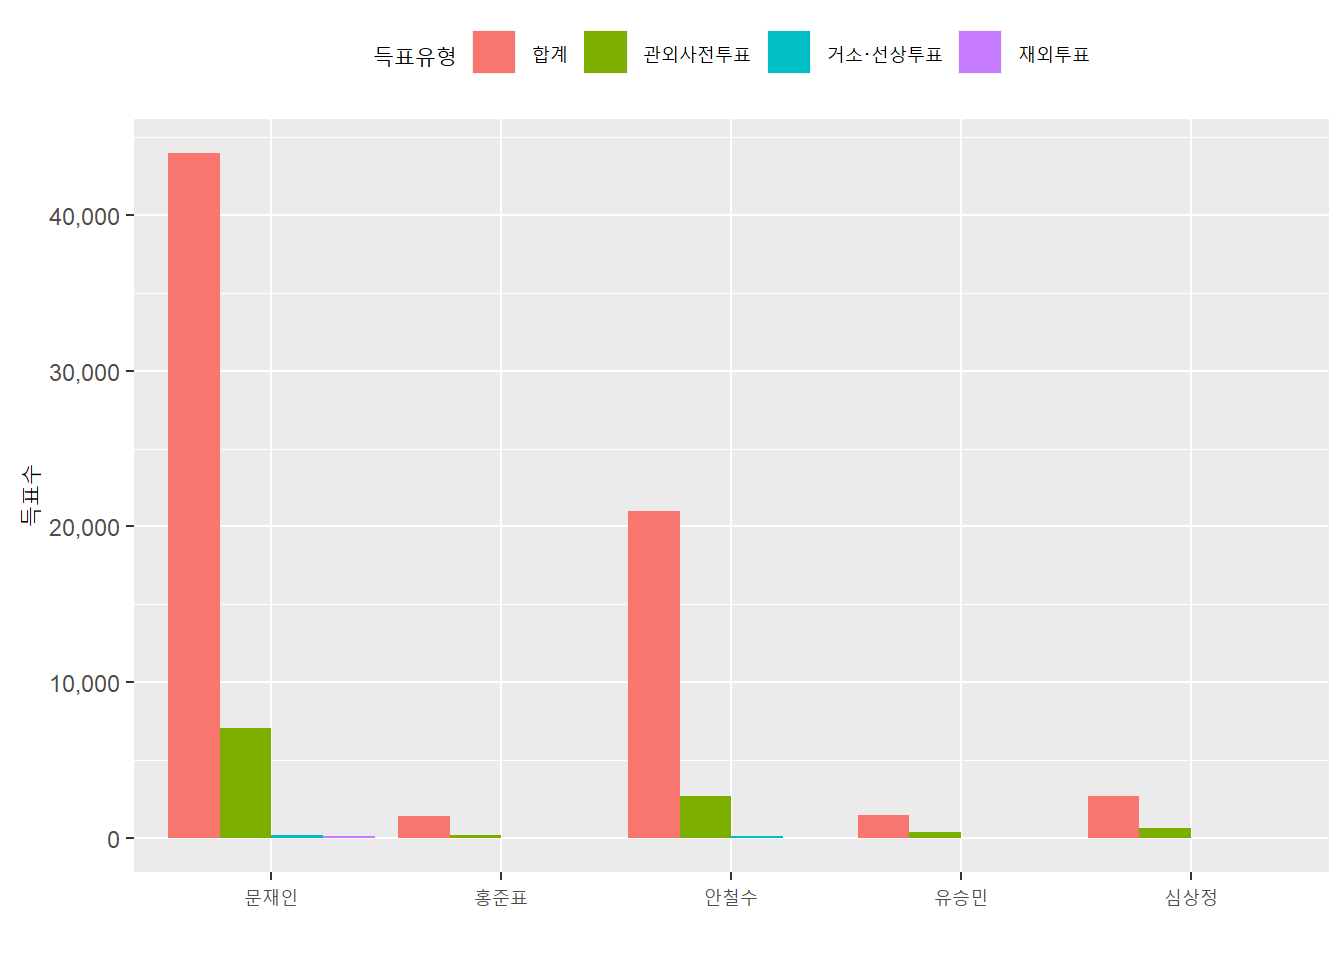 득표유형 합계 관외사전투표 거소·선상투표 재외투표
득표수
40,000
30,000
20,000
10,000
0
문재인 홍준표 안철수 유승민 심상정